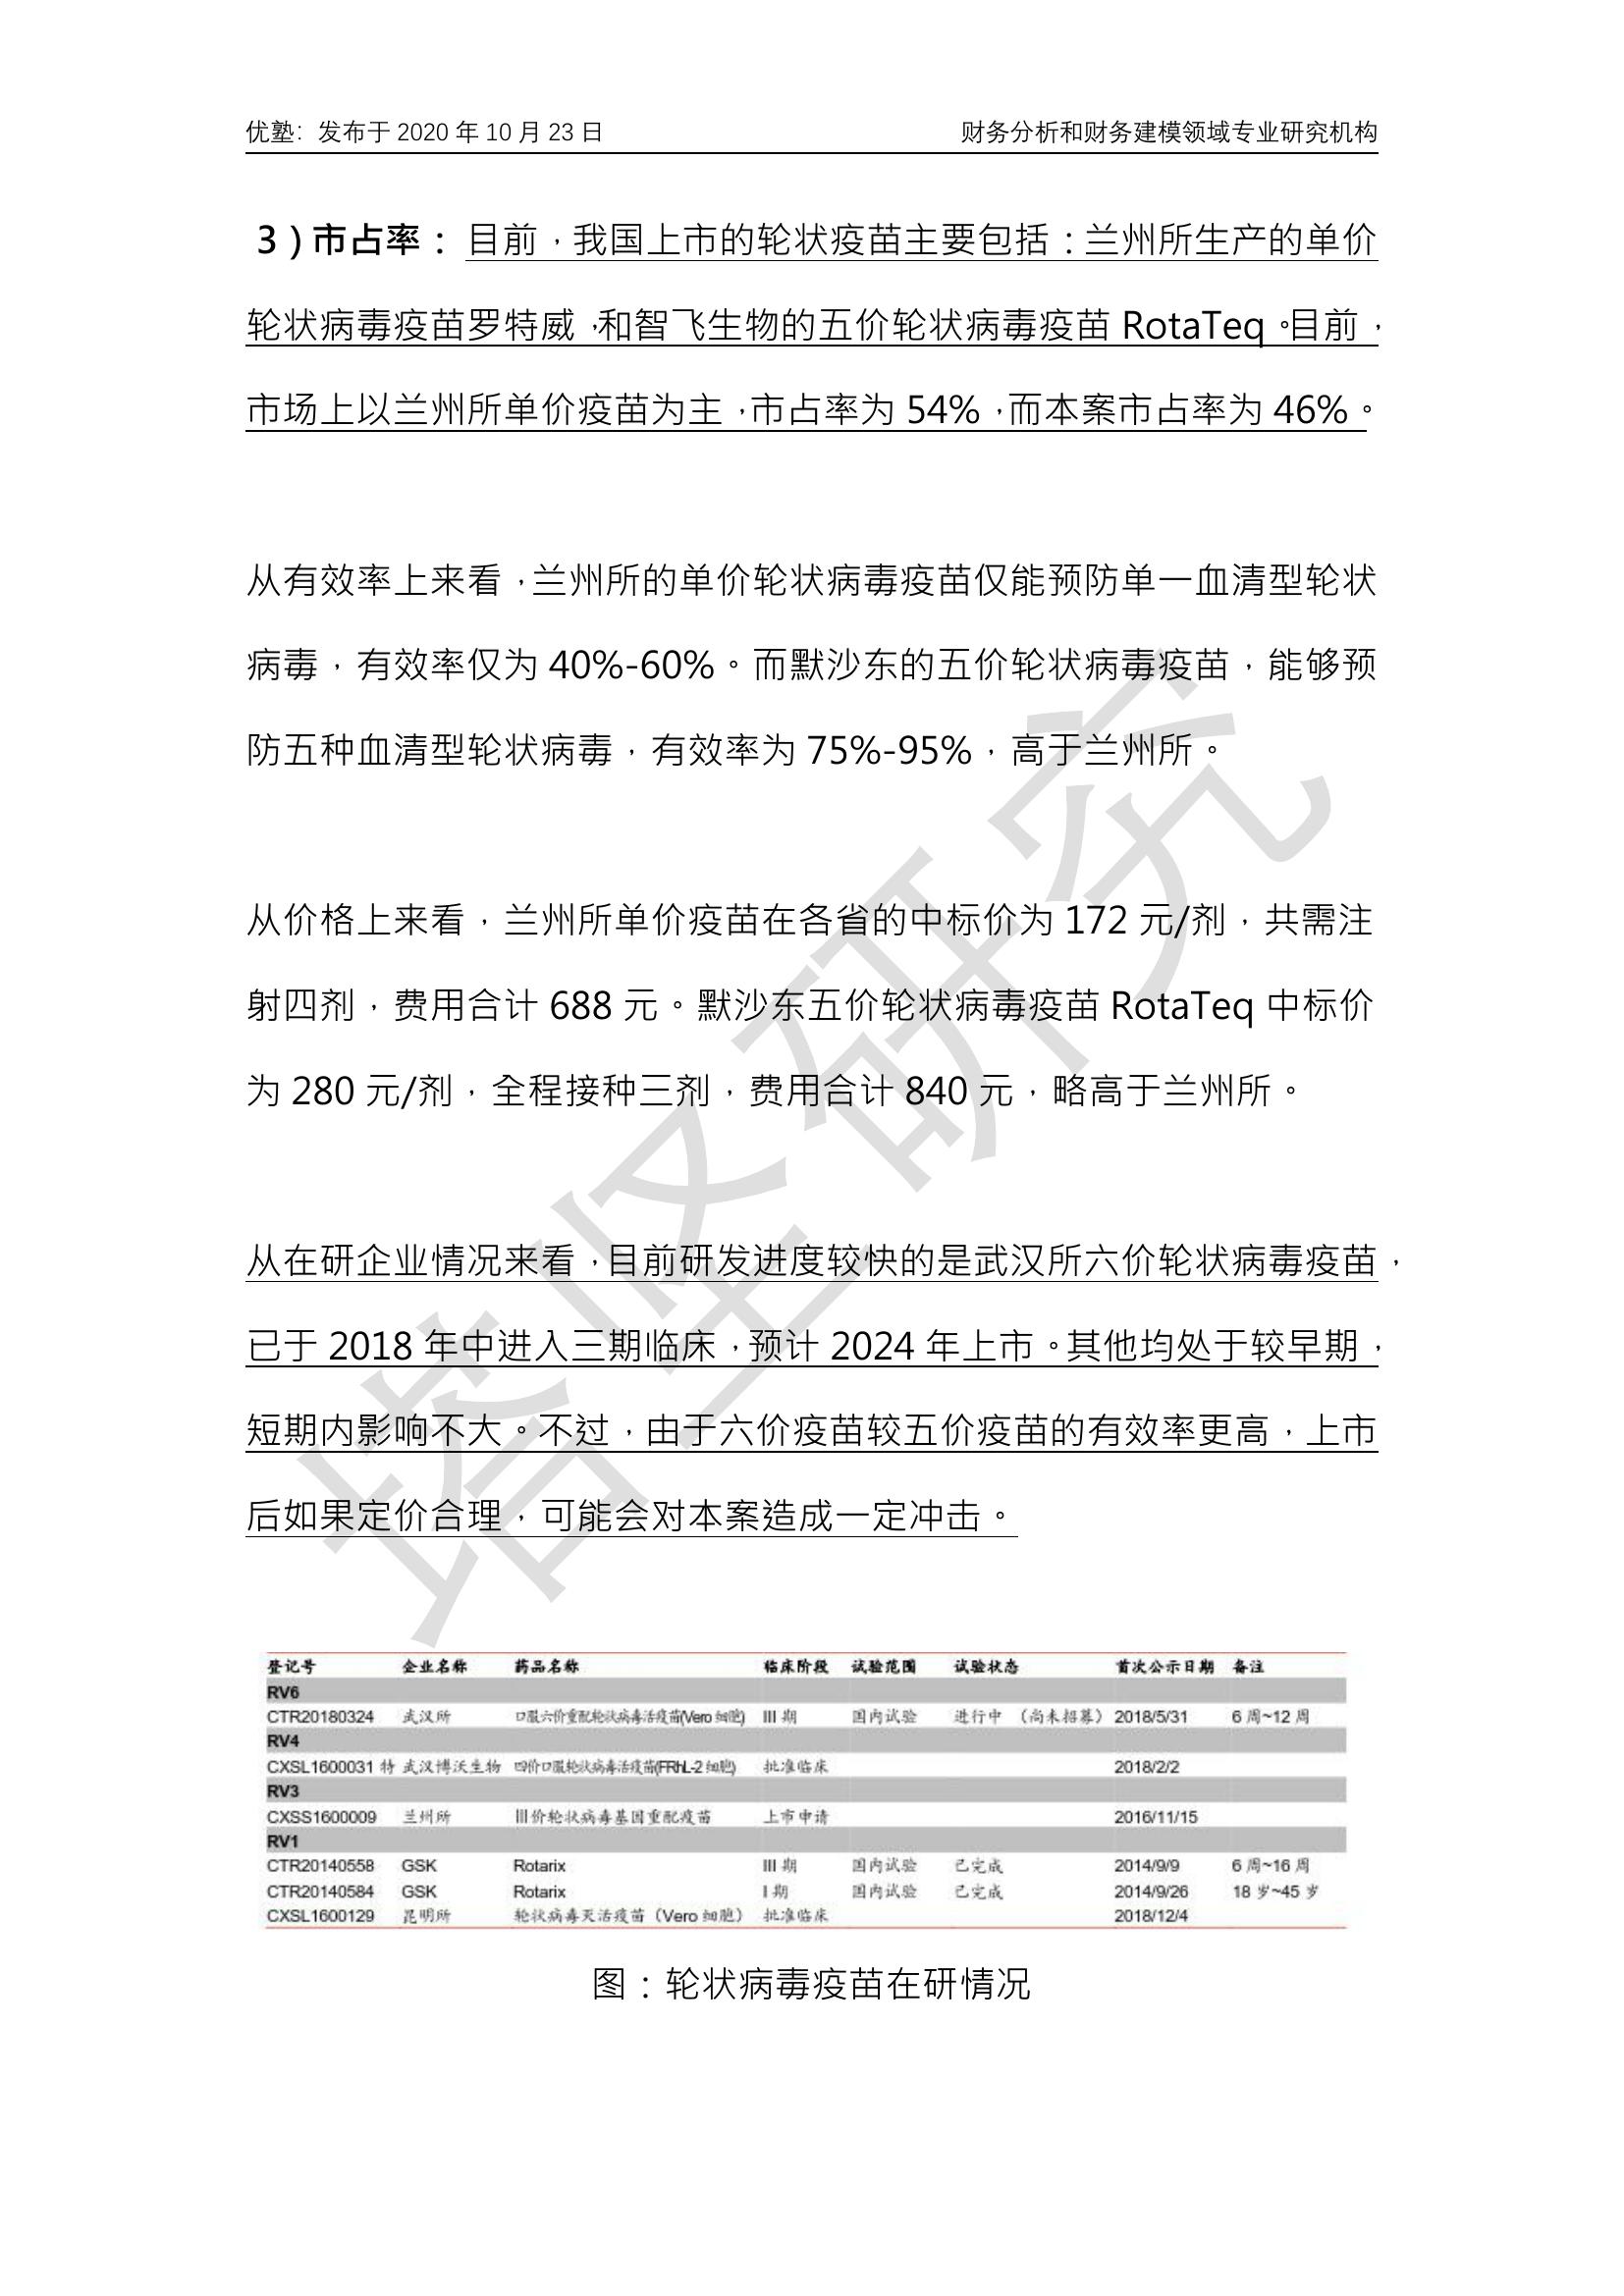 优塾：发布于 2020 年 10 月 23 日 财务分析和财务建模领域专业研究机构
3）市占率：目前，我国上市的轮状疫苗主要包括：兰州所生产的单价
轮状病毒疫苗罗特威，和智飞生物的五价轮状病毒疫苗 RotaTeq。目前，
市场上以兰州所单价疫苗为主，市占率为 54%，而本案市占率为 46%。
从有效率上来看，兰州所的单价轮状病毒疫苗仅能预防单一血清型轮状
病毒，有效率仅为 40%-60%。而默沙东的五价轮状病毒疫苗，能够预
防五种血清型轮状病毒，有效率为 75%-95%，高于兰州所。
从价格上来看，兰州所单价疫苗在各省的中标价为 172 元/剂，共需注
射四剂，费用合计 688 元。默沙东五价轮状病毒疫苗 RotaTeq 中标价
为 280 元/剂，全程接种三剂，费用合计 840 元，略高于兰州所。
从在研企业情况来看，目前研发进度较快的是武汉所六价轮状病毒疫苗，
已于 2018 年中进入三期临床，预计 2024 年上市。其他均处于较早期，
短期内影响不大。不过，由于六价疫苗较五价疫苗的有效率更高，上市
后如果定价合理，可能会对本案造成一定冲击。
登记号 企业名称 药品名称 临床阶段 试验范围 试验状态 首次公示日期 备注
RV6
CTR20180324 武汉所 口服六价重配轮状病毒活疫苗(Vero 细胞) III 期 国内试验 进行中 （尚未招募） 2018/5/31 6 周~12 周
RV4
CXSL1600031 特 武汉博沃生物 四价口服轮状病毒活疫苗(FRhL-2 细胞) 批准临床 2018/2/2
RV3
CXSS1600009 兰州所 III价轮状病毒基因重配疫苗 上市申请 2016/11/15
RV1
CTR20140558 GSK Rotarix III 期 国内试验 已完成 2014/9/9 6 周~16 周
CTR20140584 GSK Rotarix I 期 国内试验 已完成 2014/9/26 18 岁~45 岁
CXSL1600129 昆明所 轮状病毒灭活疫苗（Vero 细胞） 批准临床 2018/12/4
图：轮状病毒疫苗在研情况
塔坚研究